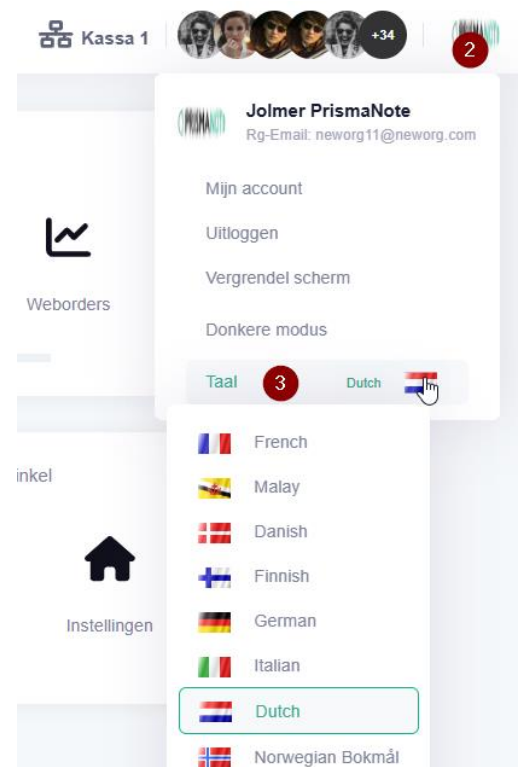 Kassa 1
+34
2
Jolmer PrismaNote
Rg-Email: neworg11@neworg.com
Mijn account
Uitloggen
Weborders
Vergrendel scherm
Donkere modus
Taal 3 Dutch
French
inkel
Malay
Danish
Finnish
Instellingen
German
Italian
Dutch
Norwegian Bokmål